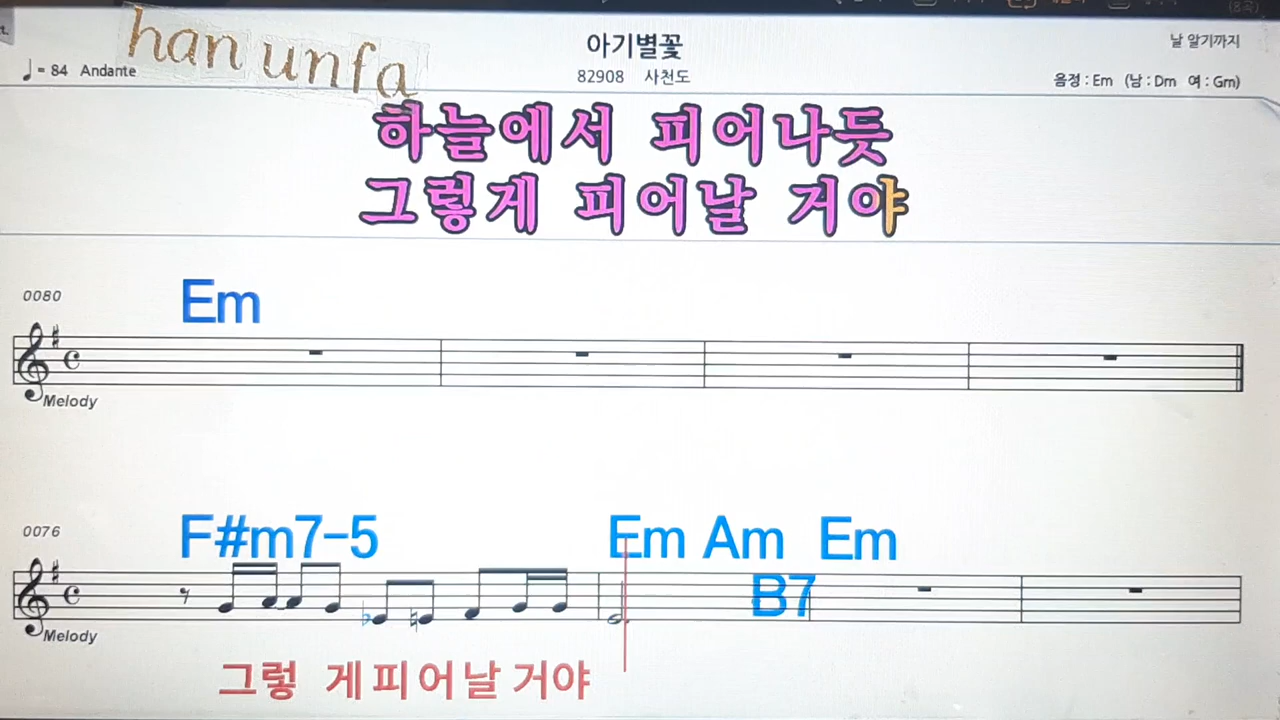 han unfa
아기별꽃
날 알기까지
♩ = 84 Andante
82908 사천도
음정 : Em (남 : Dm 여 : Gm)
하늘에서 피어나듯
그렇게 피어날 거야
0080
Em
Melody
0076
F#m7-5 Em Am Em
B7
Melody
그렇 게 피 어 날 거야